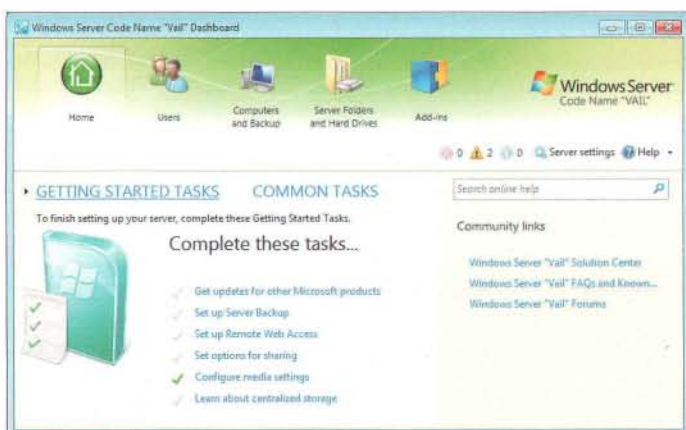 Windows Server Code Name "Vail" Dashboard
Home
Users
Computers and Backup
Server Folders and Hard Drives
Add-ins
Windows Server
Code Name "VAIL"
0 2 0 Server settings Help
GETTING STARTED TASKS COMMON TASKS
Search online help
To finish setting up your server, complete these Getting Started Tasks.
Complete these tasks...
Get updates for other Microsoft products
Set up Server Backup
Set up Remote Web Access
Set options for sharing
Configure media settings
Learn about centralized storage
Community links
Windows Server "Vail" Solution Center
Windows Server "Vail" FAQs and Known...
Windows Server "Vail" Forums